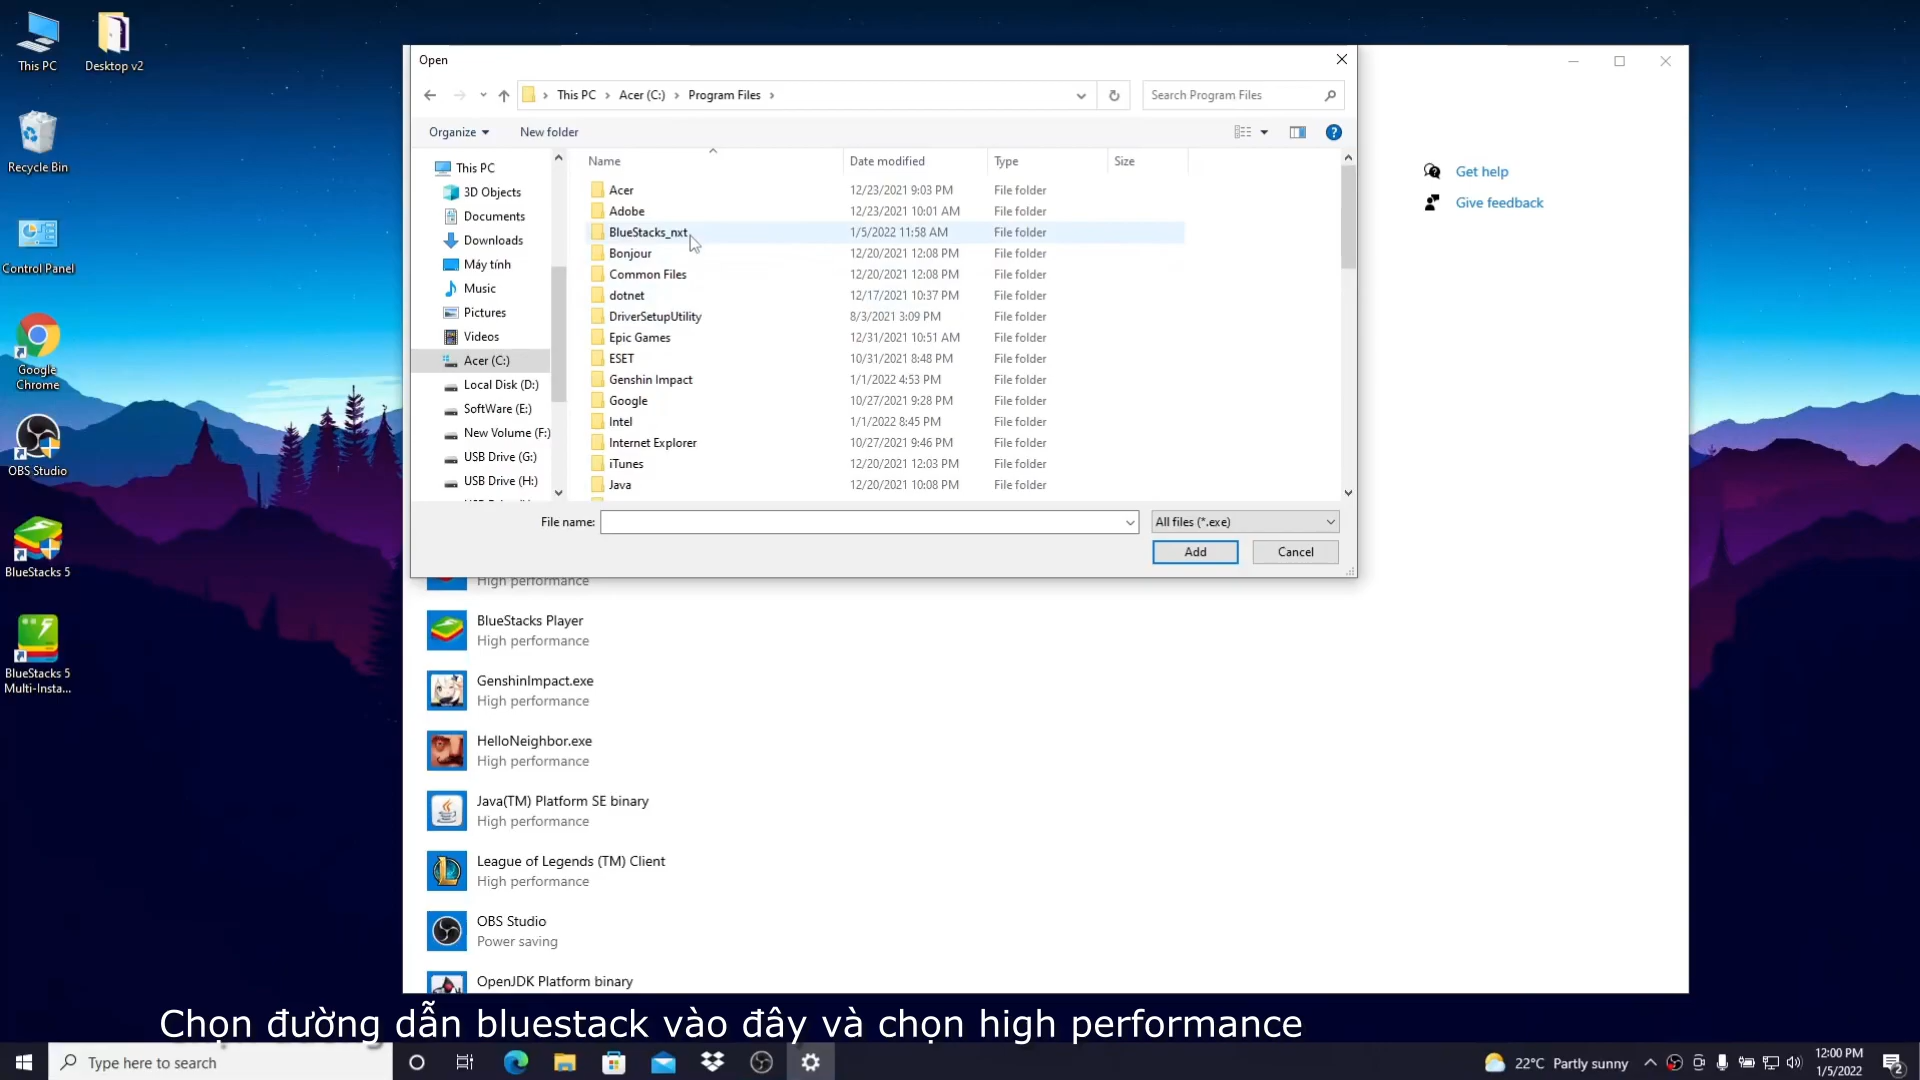 This PC
Desktop v2
Recycle Bin
Control Panel
Google
Chrome
OBS Studio
BlueStacks 5
BlueStacks 5
Multi-Insta...
Open
This PC › Acer (C:) › Program Files ›
Search Program Files
Organize
New folder
This PC
3D Objects
Documents
Downloads
Máy tính
Music
Pictures
Videos
Acer (C:)
Local Disk (D:)
SoftWare (E:)
New Volume (F:)
USB Drive (G:)
USB Drive (H:)
Name Date modified Type Size
Acer 12/23/2021 9:03 PM File folder
Adobe 12/23/2021 10:01 AM File folder
BlueStacks_nxt 1/5/2022 11:58 AM File folder
Bonjour 12/20/2021 12:08 PM File folder
Common Files 12/20/2021 12:08 PM File folder
dotnet 12/17/2021 10:37 PM File folder
DriverSetupUtility 8/3/2021 3:09 PM File folder
Epic Games 12/31/2021 10:51 AM File folder
ESET 10/31/2021 8:48 PM File folder
Genshin Impact 1/1/2022 4:53 PM File folder
Google 10/27/2021 9:28 PM File folder
Intel 1/1/2022 8:45 PM File folder
Internet Explorer 10/27/2021 9:46 PM File folder
iTunes 12/20/2021 12:03 PM File folder
Java 12/20/2021 10:08 PM File folder
File name:
All files (*.exe)
Add
Cancel
Get help
Give feedback
High performance
BlueStacks Player
High performance
GenshinImpact.exe
High performance
HelloNeighbor.exe
High performance
Java(TM) Platform SE binary
High performance
League of Legends (TM) Client
High performance
OBS Studio
Power saving
OpenJDK Platform binary
Chọn đường dẫn bluestack vào đây và chọn high performance
Type here to search
22°C Partly sunny
12:00 PM
1/5/2022
2